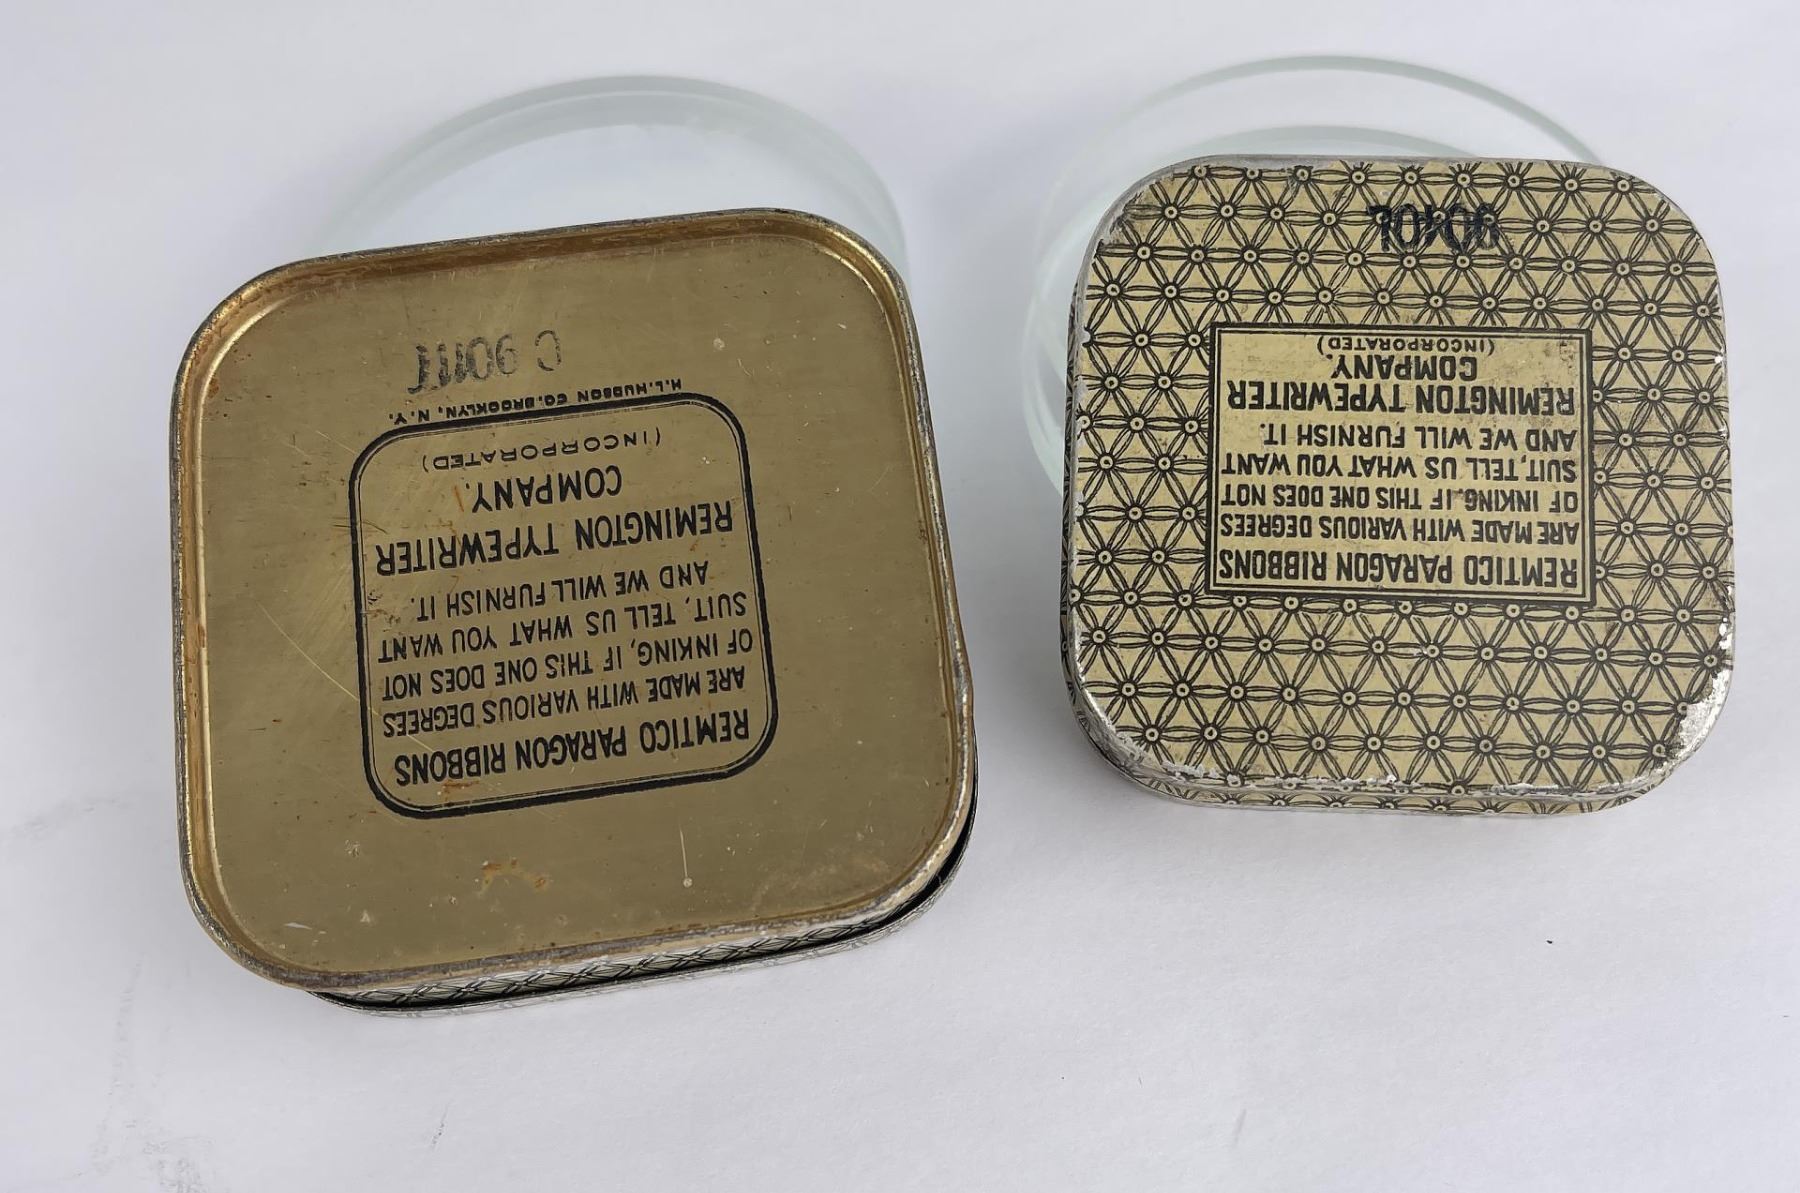 REMTICO PARAGON RIBBONS
ARE MADE WITH VARIOUS DEGREES
OF INKING, IF THIS ONE DOES NOT
SUIT, TELL US WHAT YOU WANT
AND WE WILL FURNISH IT.
REMINGTON TYPEWRITER
COMPANY.
(INCORPORATED)
H.L.HUDSON CO. BROOKLYN, N.Y.
REMTICO PARAGON RIBBONS
ARE MADE WITH VARIOUS DEGREES
OF INKING. IF THIS ONE DOES NOT
SUIT, TELL US WHAT YOU WANT
AND WE WILL FURNISH IT.
REMINGTON TYPEWRITER
COMPANY.
(INCORPORATED)